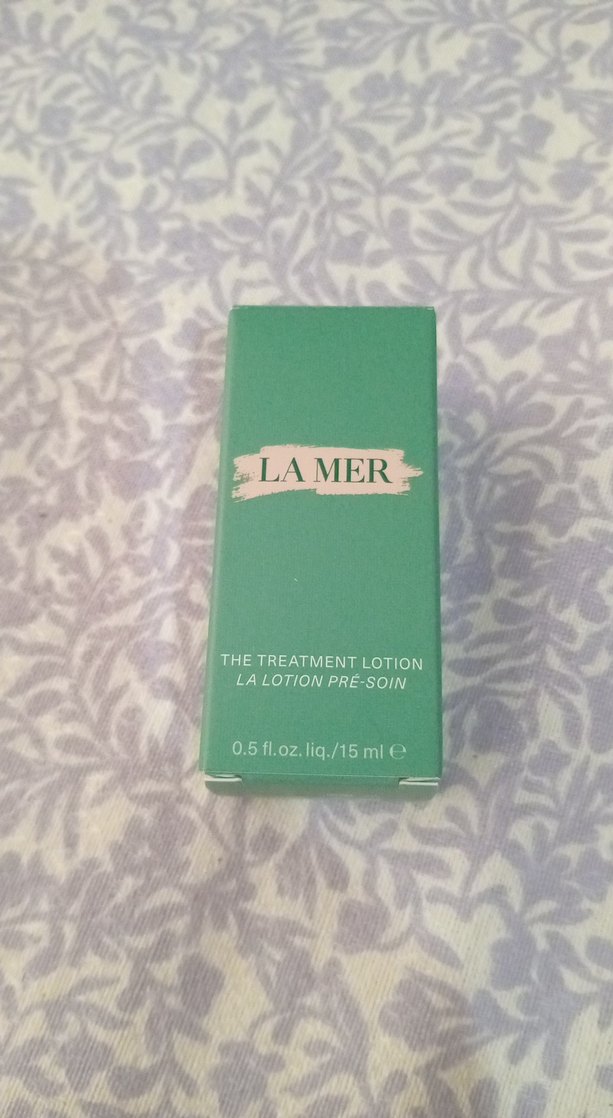 LA MER
THE TREATMENT LOTION
LA LOTION PRÉ-SOIN
0.5 fl.oz. liq./15 ml ℮